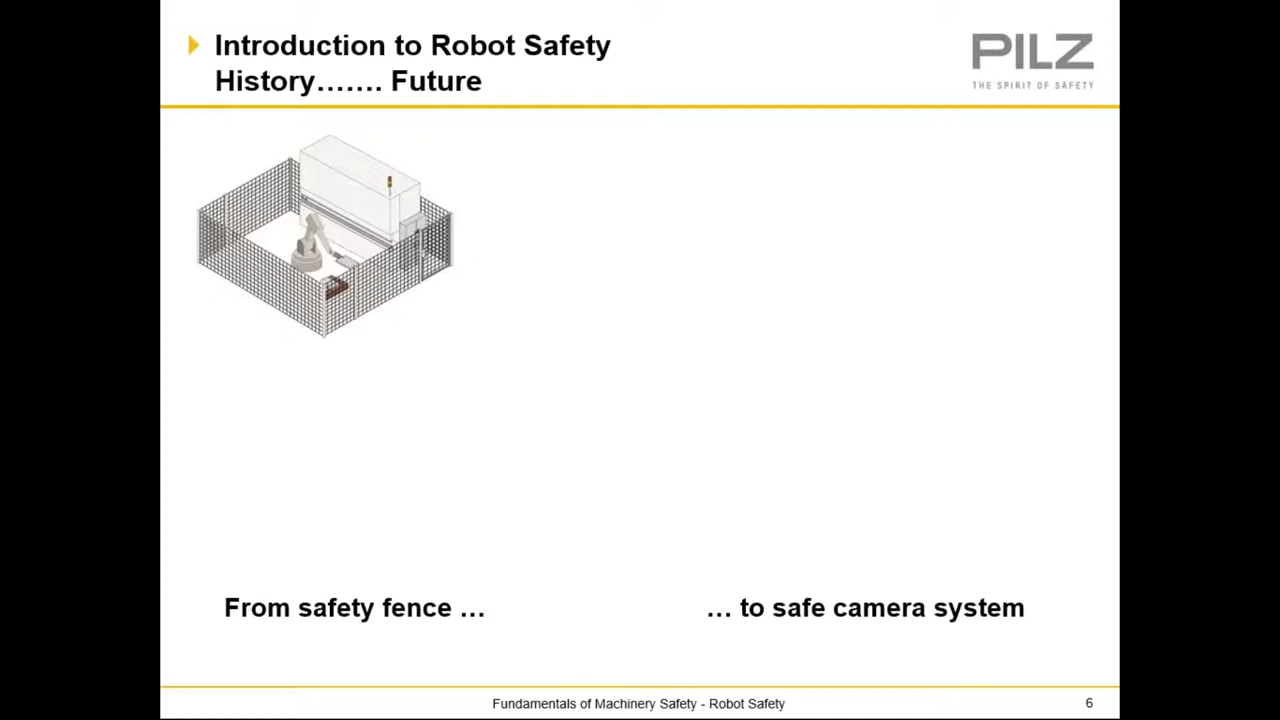 Introduction to Robot Safety
History……. Future
PILZ
THE SPIRIT OF SAFETY
From safety fence …
… to safe camera system
Fundamentals of Machinery Safety - Robot Safety
6